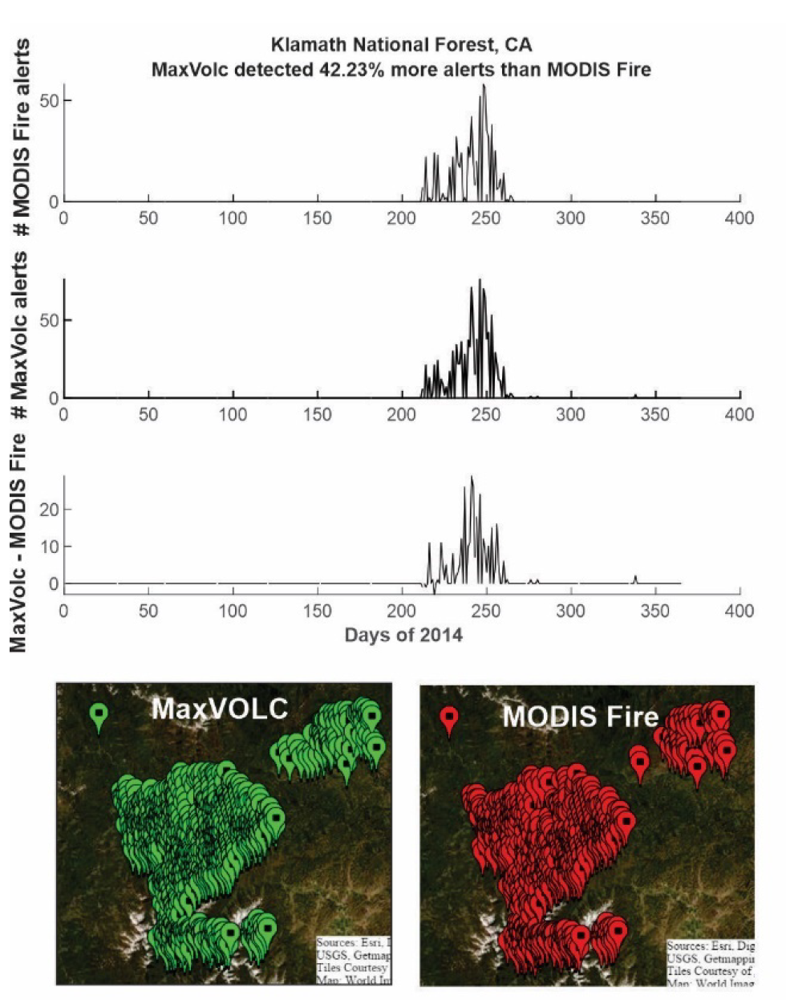 Klamath National Forest, CA
MaxVolc detected 42.23% more alerts than MODIS Fire
# MODIS Fire alerts
50
0
0 50 100 150 200 250 300 350 400
# MaxVolc alerts
50
0
0 50 100 150 200 250 300 350 400
MaxVolc - MODIS Fire
20
10
0
0 50 100 150 200 250 300 350 400
Days of 2014
MaxVOLC
Sources: Esri, D
USGS, Getmap
Tiles Courtesy
Map: World Im
MODIS Fire
Sources: Esri, Dig
USGS, Getmappi
Tiles Courtesy of
Map: World Imag